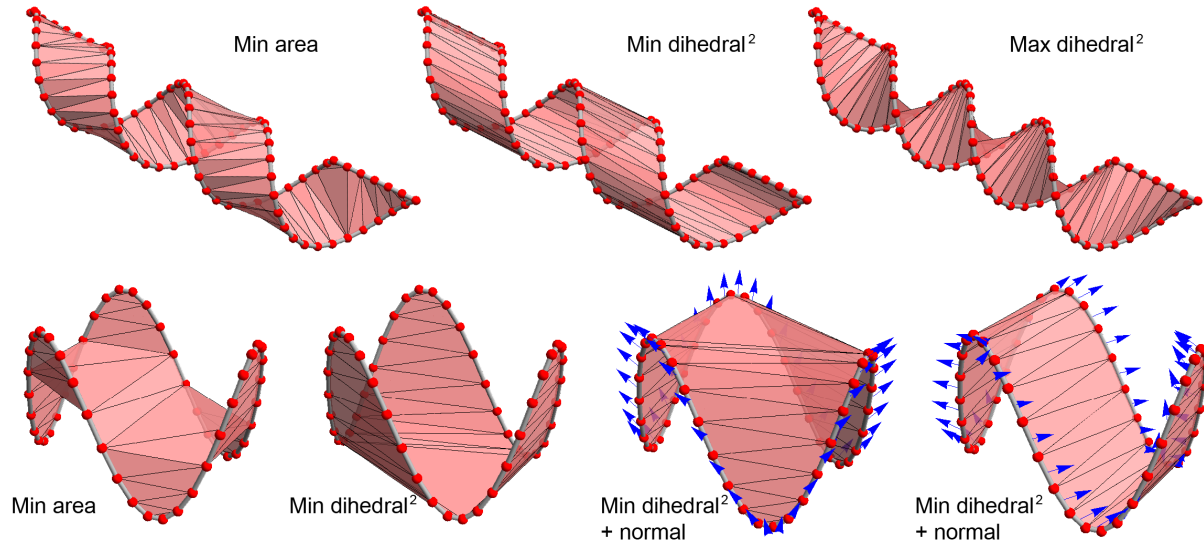 Min area
Min dihedral²
Max dihedral²
Min area
Min dihedral²
Min dihedral²
+ normal
Min dihedral²
+ normal